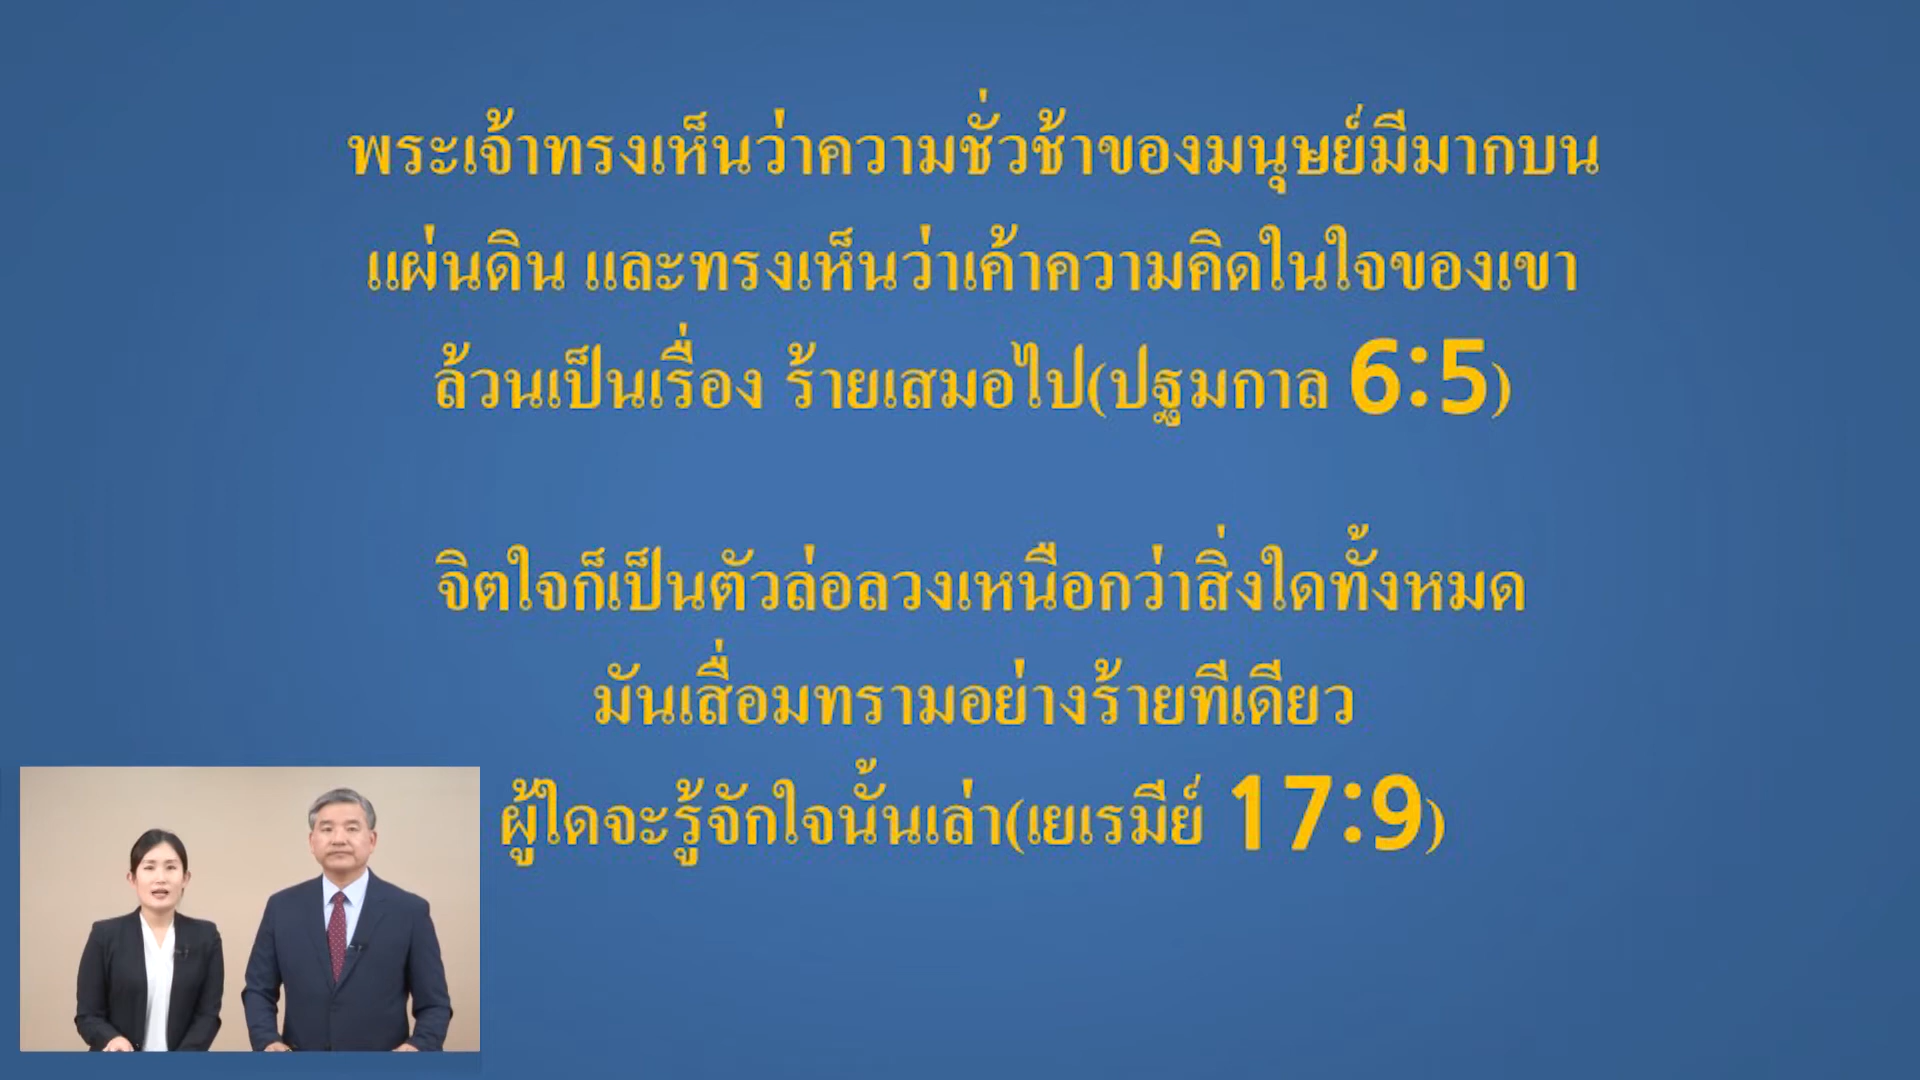 พระเจ้าทรงเห็นว่าความชั่วช้าของมนุษย์มีมากบน
แผ่นดิน และทรงเห็นว่าเค้าความคิดในใจของเขา
ล้วนเป็นเรื่อง ร้ายเสมอไป(ปฐมกาล 6:5)
จิตใจก็เป็นตัวล่อลวงเหนือกว่าสิ่งใดทั้งหมด
มันเสื่อมทรามอย่างร้ายทีเดียว
ผู้ใดจะรู้จักใจนั้นเล่า(เยเรมีย์ 17:9)